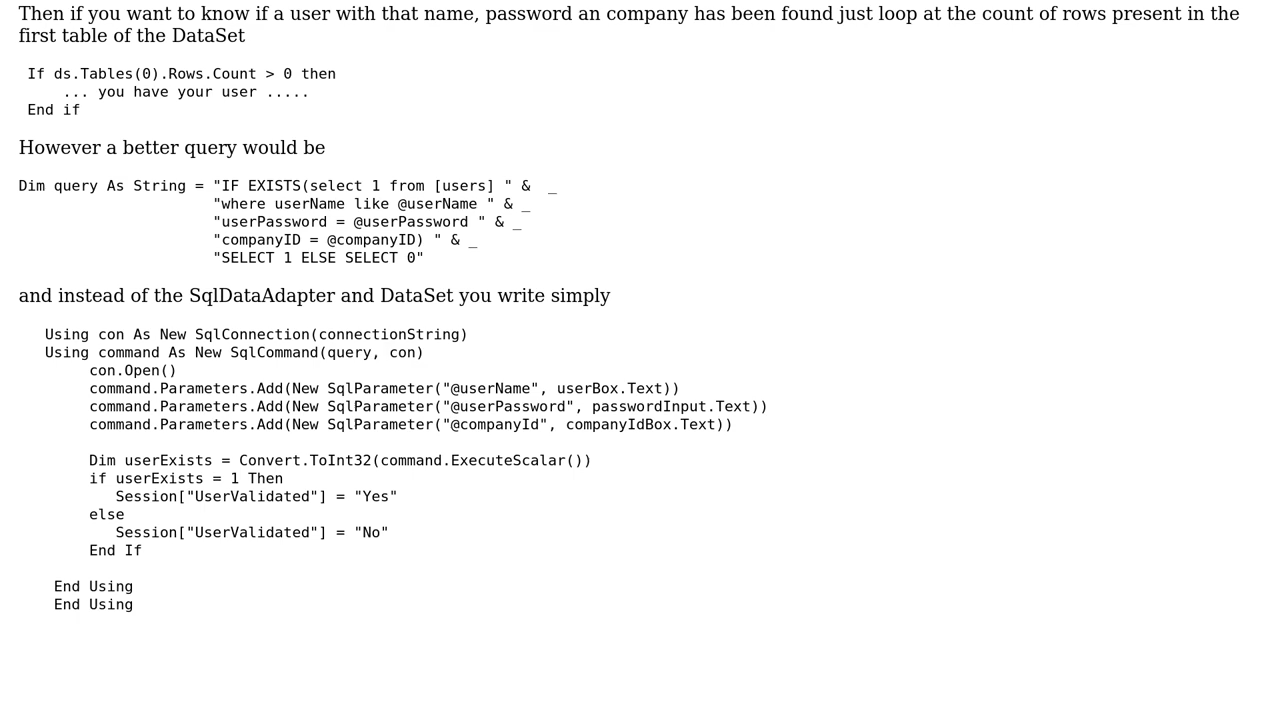 Then if you want to know if a user with that name, password an company has been found just loop at the count of rows present in the
first table of the DataSet
If ds.Tables(0).Rows.Count > 0 then
... you have your user .....
End if
However a better query would be
Dim query As String = "IF EXISTS(select 1 from [users] " &  _
"where userName like @userName " & _
"userPassword = @userPassword " & _
"companyID = @companyID) " & _
"SELECT 1 ELSE SELECT 0"
and instead of the SqlDataAdapter and DataSet you write simply
Using con As New SqlConnection(connectionString)
Using command As New SqlCommand(query, con)
con.Open()
command.Parameters.Add(New SqlParameter("@userName", userBox.Text))
command.Parameters.Add(New SqlParameter("@userPassword", passwordInput.Text))
command.Parameters.Add(New SqlParameter("@companyId", companyIdBox.Text))
Dim userExists = Convert.ToInt32(command.ExecuteScalar())
if userExists = 1 Then
Session["UserValidated"] = "Yes"
else
Session["UserValidated"] = "No"
End If
End Using
End Using